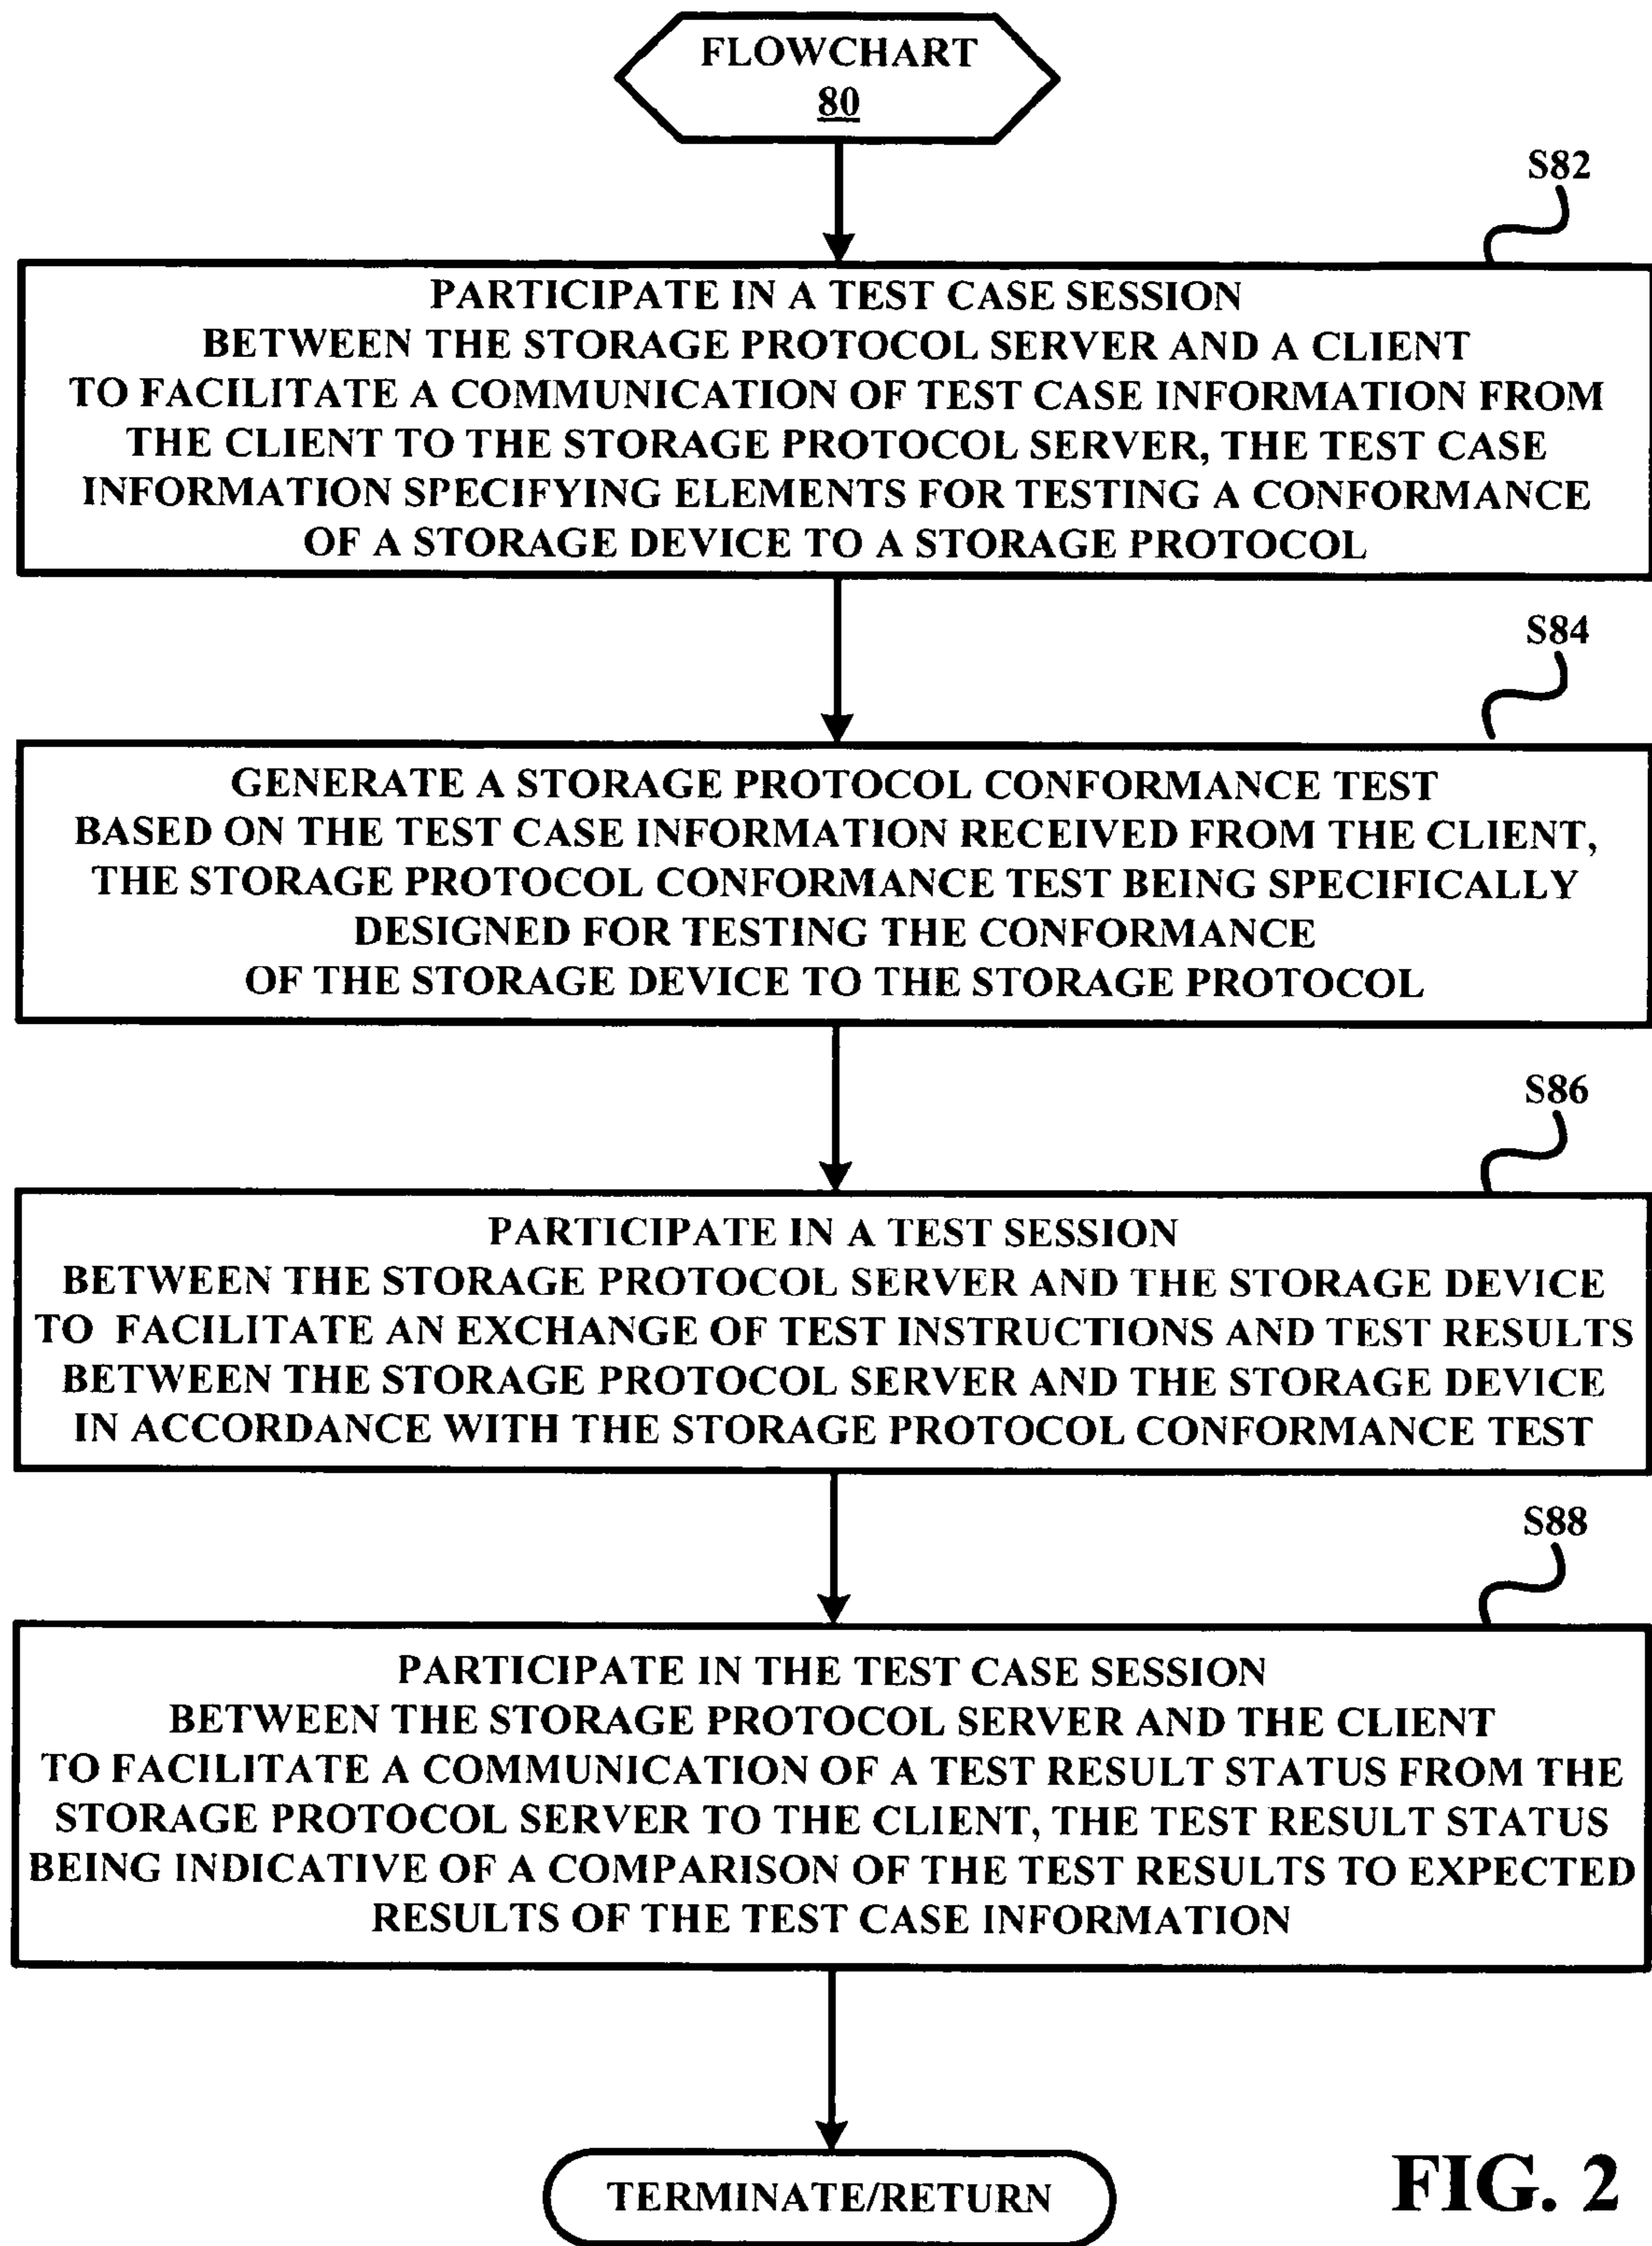 FLOWCHART
80
S82
PARTICIPATE IN A TEST CASE SESSION
BETWEEN THE STORAGE PROTOCOL SERVER AND A CLIENT
TO FACILITATE A COMMUNICATION OF TEST CASE INFORMATION FROM
THE CLIENT TO THE STORAGE PROTOCOL SERVER, THE TEST CASE
INFORMATION SPECIFYING ELEMENTS FOR TESTING A CONFORMANCE
OF A STORAGE DEVICE TO A STORAGE PROTOCOL
S84
GENERATE A STORAGE PROTOCOL CONFORMANCE TEST
BASED ON THE TEST CASE INFORMATION RECEIVED FROM THE CLIENT,
THE STORAGE PROTOCOL CONFORMANCE TEST BEING SPECIFICALLY
DESIGNED FOR TESTING THE CONFORMANCE
OF THE STORAGE DEVICE TO THE STORAGE PROTOCOL
S86
PARTICIPATE IN A TEST SESSION
BETWEEN THE STORAGE PROTOCOL SERVER AND THE STORAGE DEVICE
TO FACILITATE AN EXCHANGE OF TEST INSTRUCTIONS AND TEST RESULTS
BETWEEN THE STORAGE PROTOCOL SERVER AND THE STORAGE DEVICE
IN ACCORDANCE WITH THE STORAGE PROTOCOL CONFORMANCE TEST
S88
PARTICIPATE IN THE TEST CASE SESSION
BETWEEN THE STORAGE PROTOCOL SERVER AND THE CLIENT
TO FACILITATE A COMMUNICATION OF A TEST RESULT STATUS FROM THE
STORAGE PROTOCOL SERVER TO THE CLIENT, THE TEST RESULT STATUS
BEING INDICATIVE OF A COMPARISON OF THE TEST RESULTS TO EXPECTED
RESULTS OF THE TEST CASE INFORMATION
TERMINATE/RETURN
FIG. 2